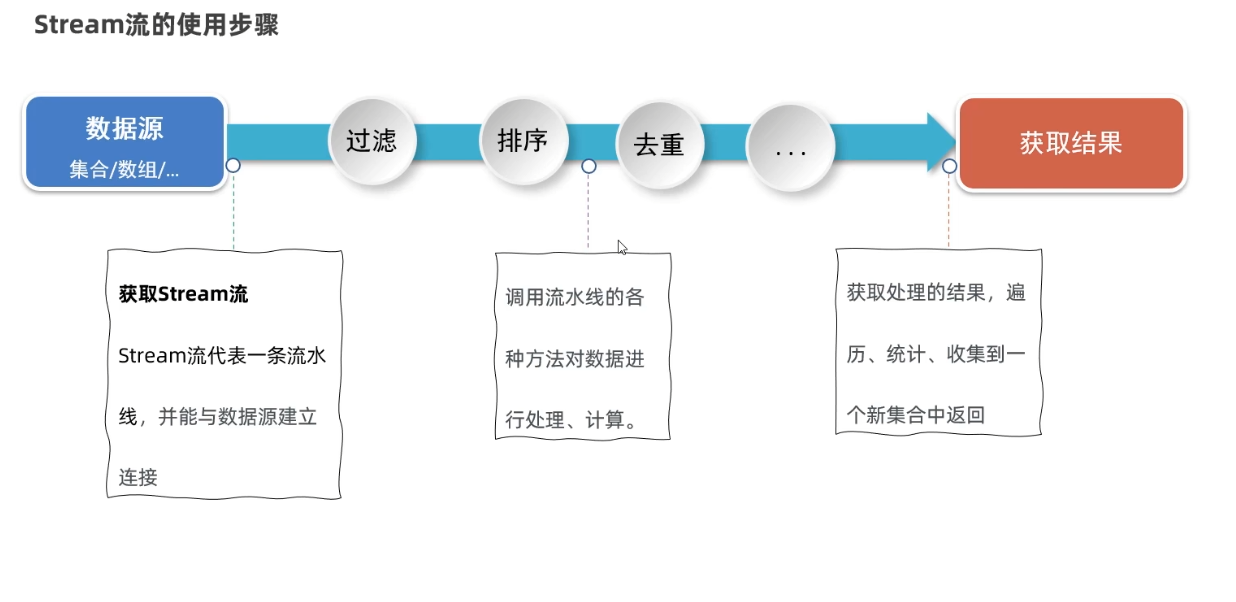 Stream流的使用步骤
数据源
集合/数组/...
过滤
排序
去重
...
获取结果
获取Stream流
Stream流代表一条流水
线，并能与数据源建立
连接
调用流水线的各
种方法对数据进
行处理、计算。
获取处理的结果，遍
历、统计、收集到一
个新集合中返回